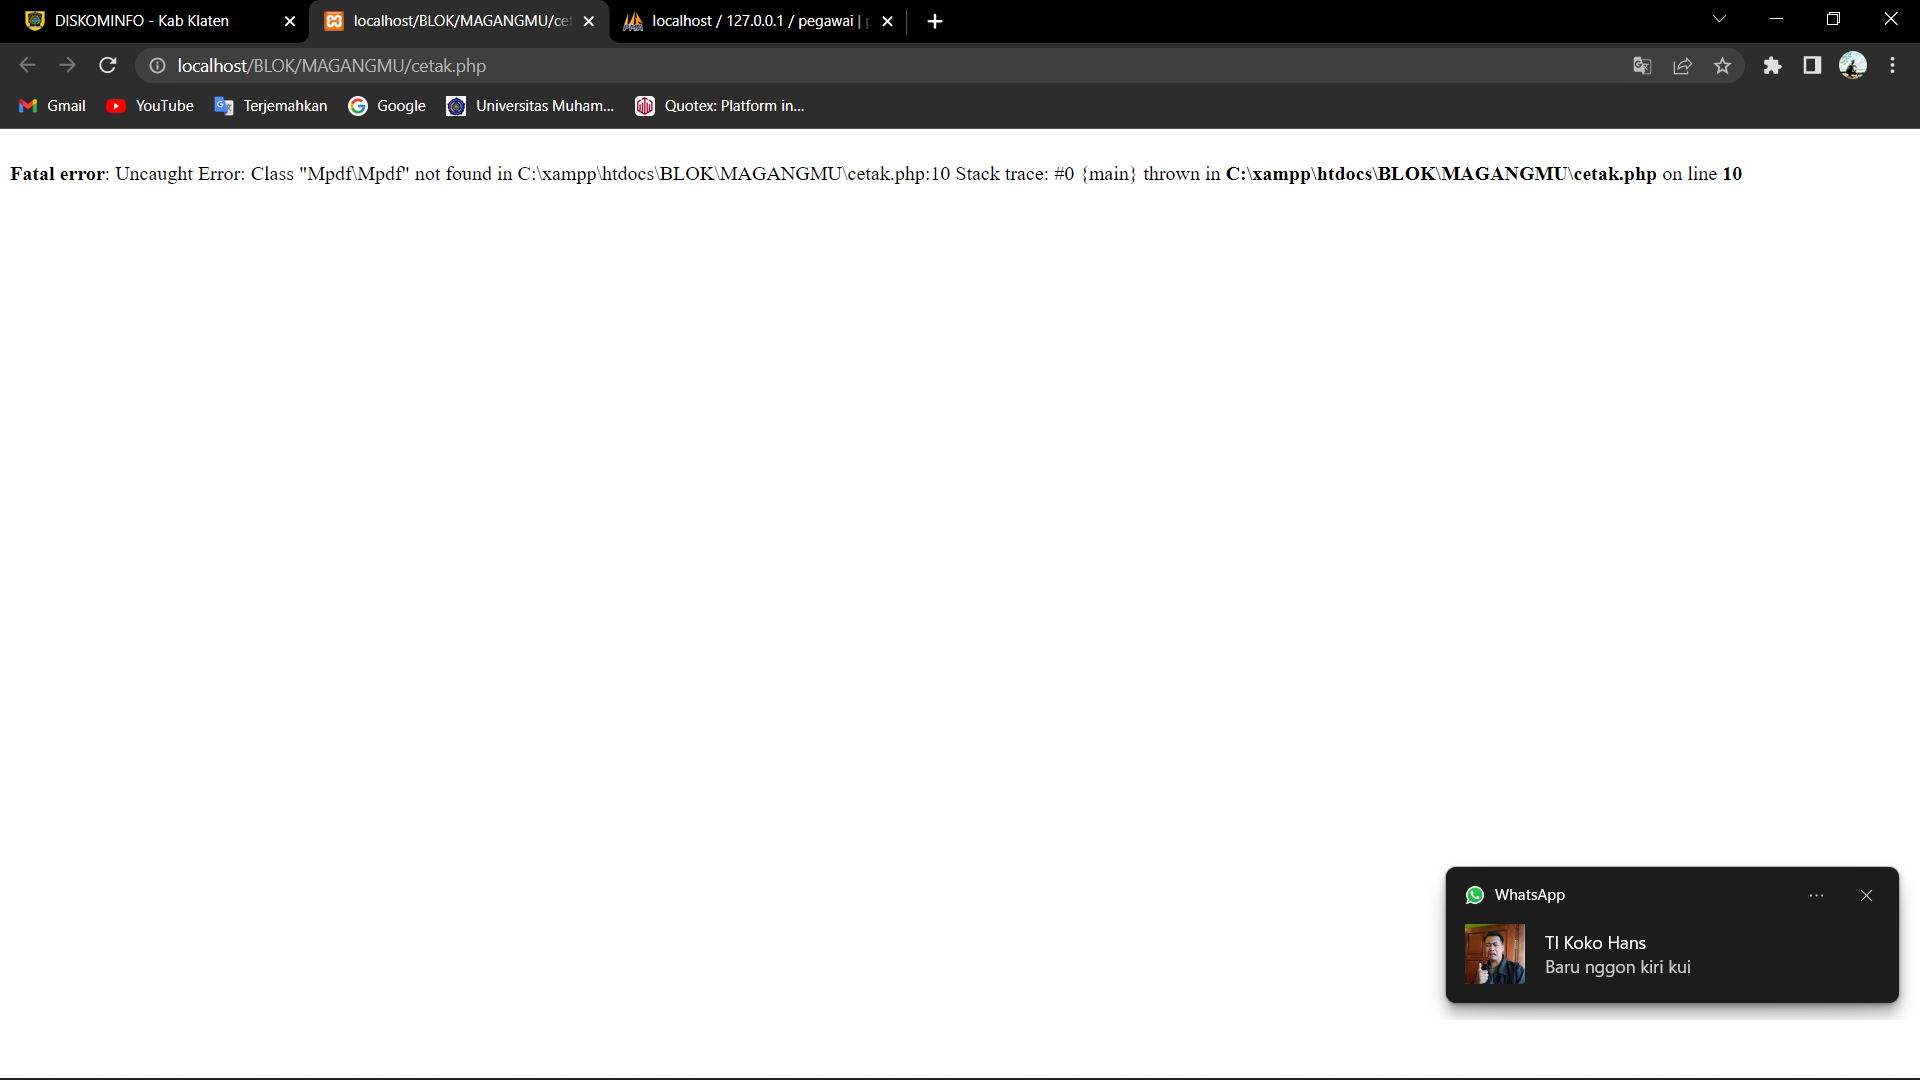 DISKOMINFO - Kab Klaten
localhost/BLOK/MAGANGMU/cet
localhost / 127.0.0.1 / pegawai | p
localhost/BLOK/MAGANGMU/cetak.php
Gmail
YouTube
Terjemahkan
Google
Universitas Muham...
Quotex: Platform in...
Fatal error: Uncaught Error: Class "Mpdf\Mpdf" not found in C:\xampp\htdocs\BLOK\MAGANGMU\cetak.php:10 Stack trace: #0 {main} thrown in C:\xampp\htdocs\BLOK\MAGANGMU\cetak.php on line 10
WhatsApp
TI Koko Hans
Baru nggon kiri kui